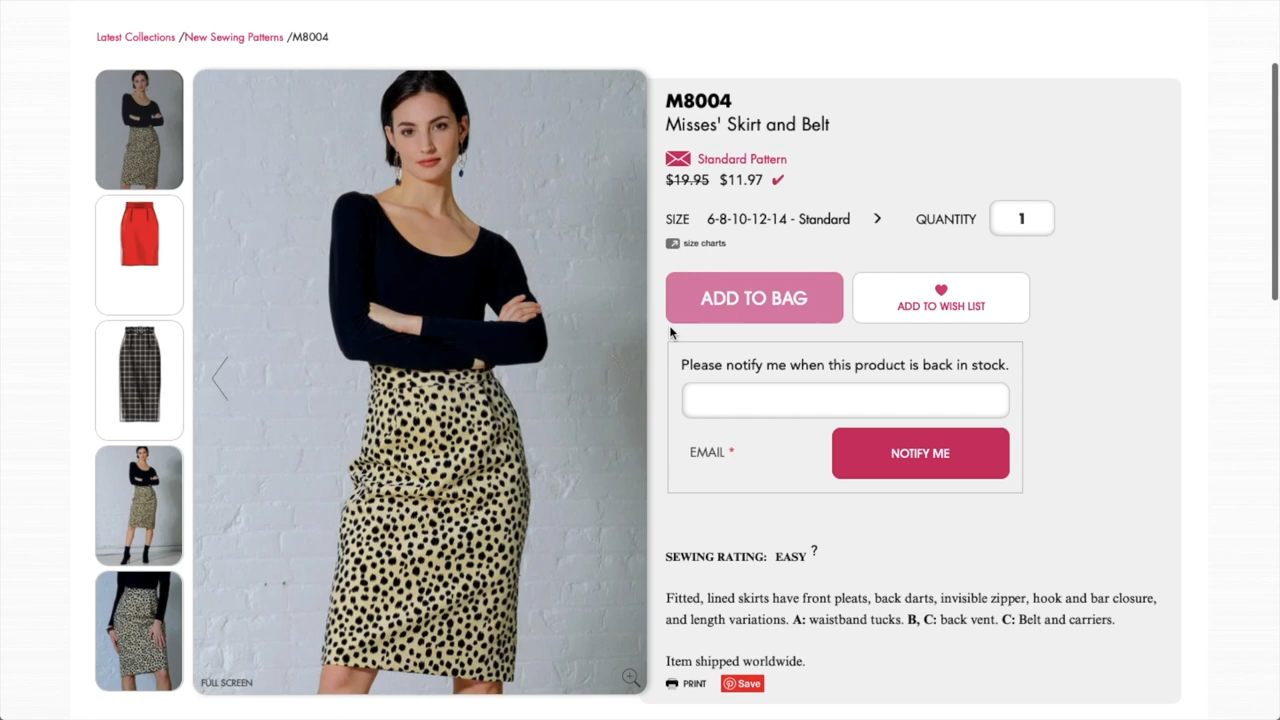 Latest Collections /New Sewing Patterns /M8004
M8004
Misses' Skirt and Belt
Standard Pattern
$19.95 $11.97
SIZE 6-8-10-12-14 - Standard > QUANTITY 1
size charts
ADD TO BAG
ADD TO WISH LIST
Please notify me when this product is back in stock.
EMAIL *
NOTIFY ME
SEWING RATING: EASY ?
Fitted, lined skirts have front pleats, back darts, invisible zipper, hook and bar closure,
and length variations. A: waistband tucks. B, C: back vent. C: Belt and carriers.
Item shipped worldwide.
PRINT Save
FULL SCREEN